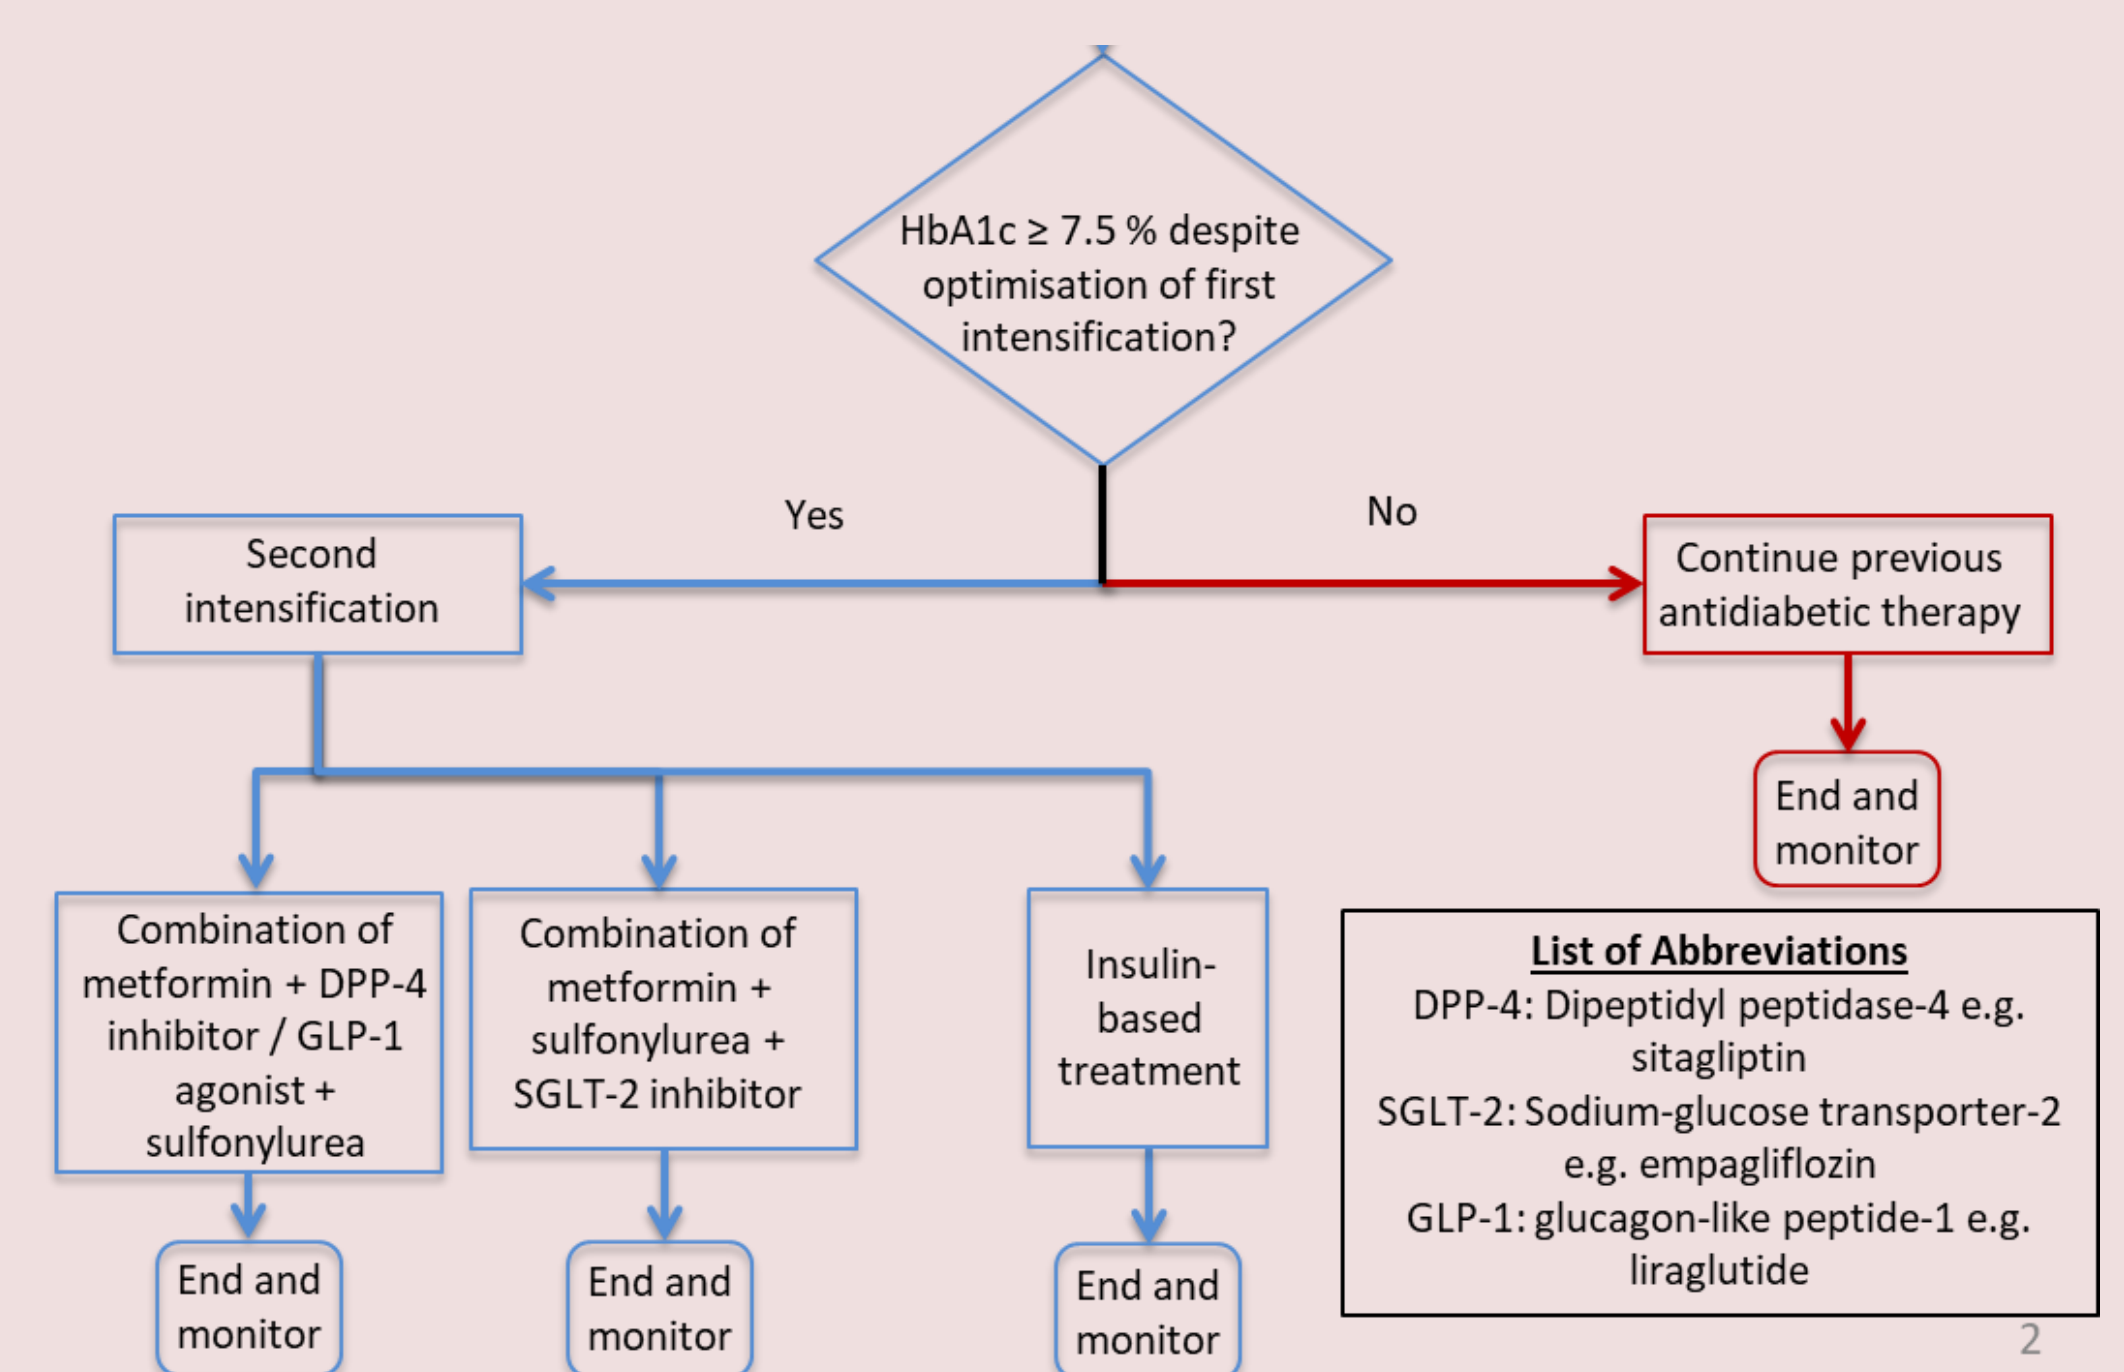 HbA1c ≥ 7.5 % despite
optimisation of first
intensification?
Yes
No
Second
intensification
Continue previous
antidiabetic therapy
End and
monitor
Combination of
metformin + DPP-4
inhibitor / GLP-1
agonist +
sulfonylurea
Combination of
metformin +
sulfonylurea +
SGLT-2 inhibitor
Insulin-
based
treatment
End and
monitor
End and
monitor
End and
monitor
List of Abbreviations
DPP-4: Dipeptidyl peptidase-4 e.g.
sitagliptin
SGLT-2: Sodium-glucose transporter-2
e.g. empagliflozin
GLP-1: glucagon-like peptide-1 e.g.
liraglutide
2